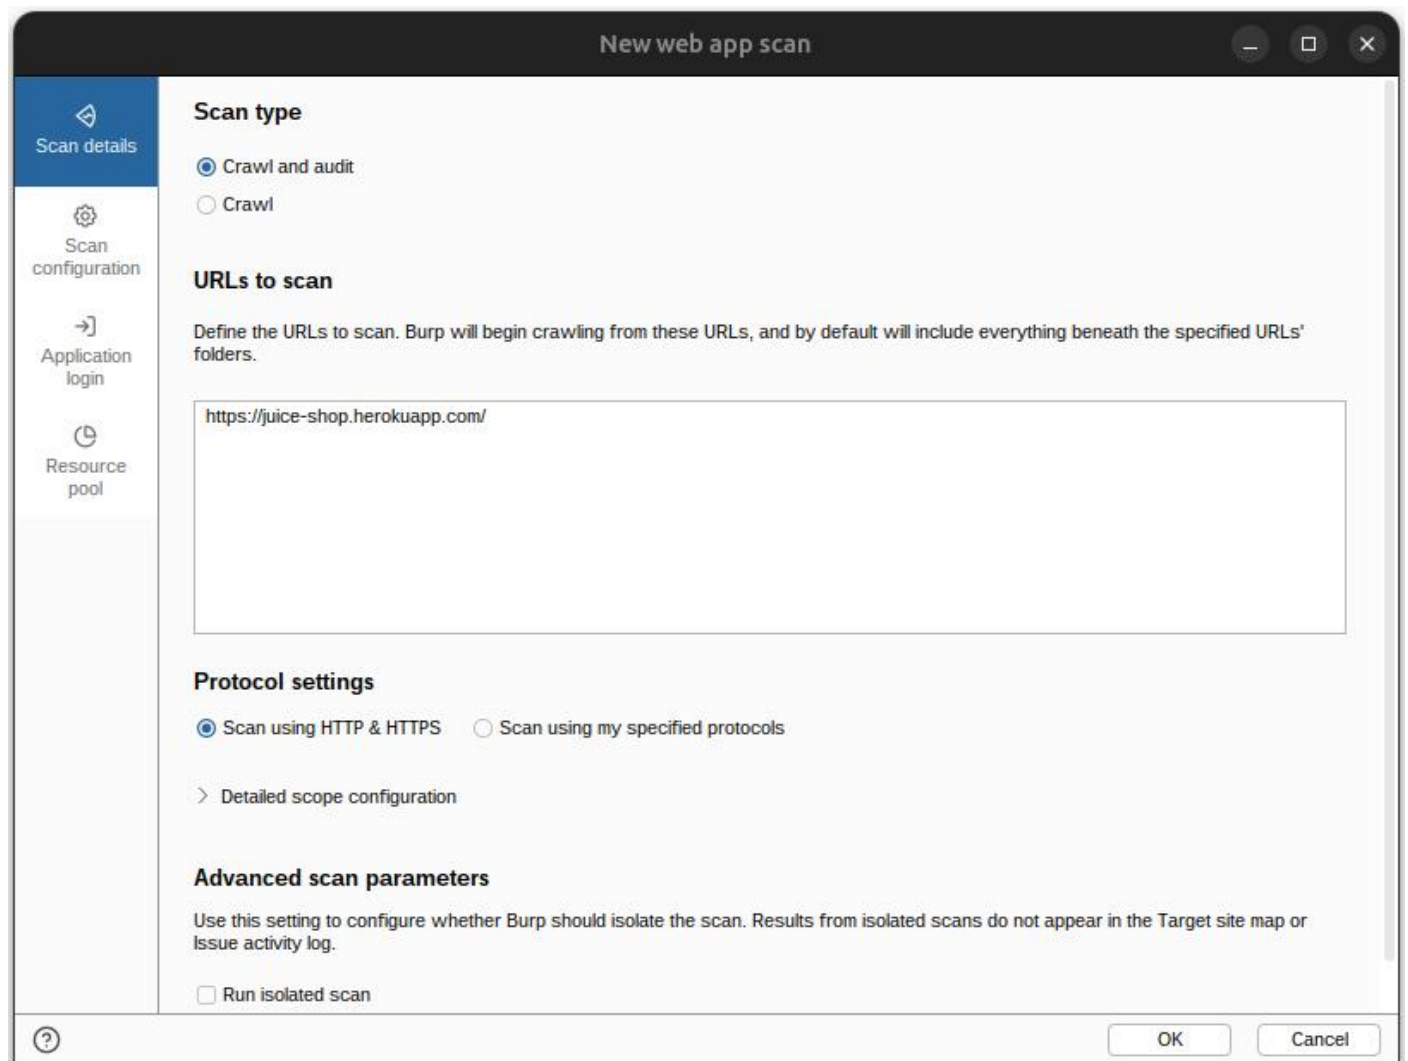 New web app scan
Scan details
Scan
configuration
Application
login
Resource
pool
Scan type
Crawl and audit
Crawl
URLs to scan
Define the URLs to scan. Burp will begin crawling from these URLs, and by default will include everything beneath the specified URLs'
folders.
https://juice-shop.herokuapp.com/
Protocol settings
Scan using HTTP & HTTPS
Scan using my specified protocols
Detailed scope configuration
Advanced scan parameters
Use this setting to configure whether Burp should isolate the scan. Results from isolated scans do not appear in the Target site map or
Issue activity log.
Run isolated scan
OK
Cancel